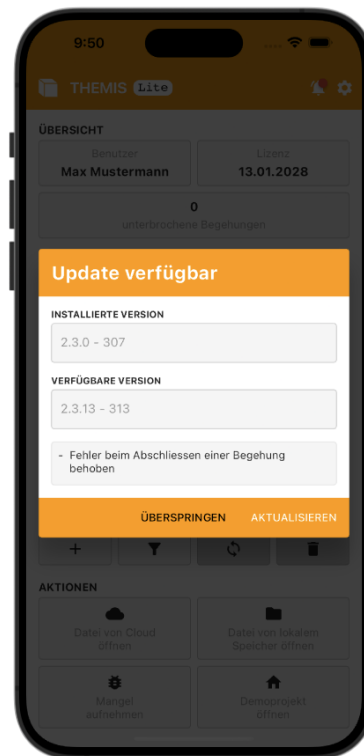 9:50
THEMIS Lite
ÜBERSICHT
Benutzer
Max Mustermann
Lizenz
13.01.2028
0
unterbrochene Begehungen
Update verfügbar
INSTALLIERTE VERSION
2.3.0 - 307
VERFÜGBARE VERSION
2.3.13 - 313
- Fehler beim Abschliessen einer Begehung
behoben
ÜBERSPRINGEN AKTUALISIEREN
AKTIONEN
Datei von Cloud
öffnen
Datei von lokalem
Speicher öffnen
Mangel
aufnehmen
Demoprojekt
öffnen